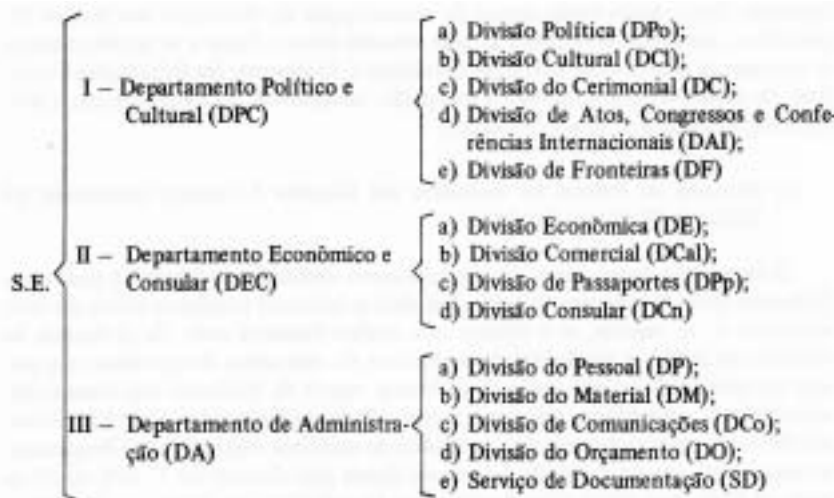 S.E.
I – Departamento Político e
Cultural (DPC)
a) Divisão Política (DPo);
b) Divisão Cultural (DCl);
c) Divisão do Cerimonial (DC);
d) Divisão de Atos, Congressos e Confe-
rências Internacionais (DAI);
e) Divisão de Fronteiras (DF)
II – Departamento Econômico e
Consular (DEC)
a) Divisão Econômica (DE);
b) Divisão Comercial (DCal);
c) Divisão de Passaportes (DPp);
d) Divisão Consular (DCn)
III – Departamento de Administra-
ção (DA)
a) Divisão do Pessoal (DP);
b) Divisão do Material (DM);
c) Divisão de Comunicações (DCo);
d) Divisão do Orçamento (DO);
e) Serviço de Documentação (SD)